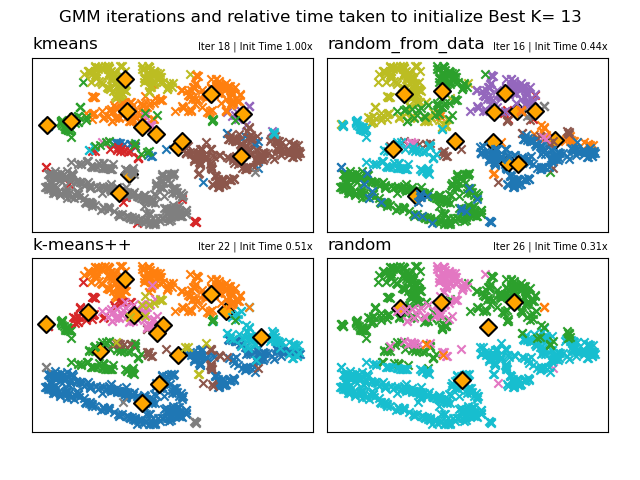 GMM iterations and relative time taken to initialize Best K= 13
kmeans
Iter 18 | Init Time 1.00x
random_from_data
Iter 16 | Init Time 0.44x
k-means++
Iter 22 | Init Time 0.51x
random
Iter 26 | Init Time 0.31x